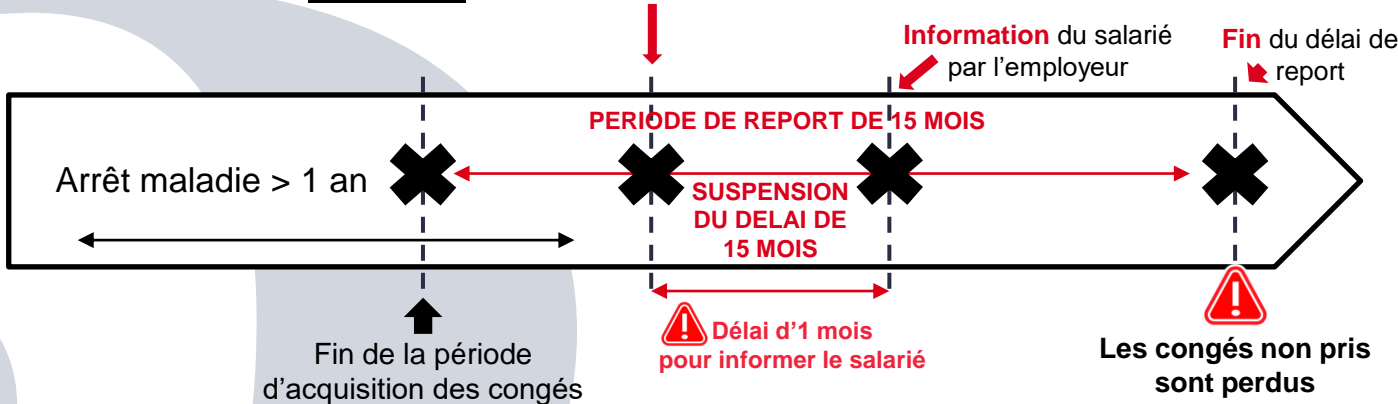 Information du salarié
par l'employeur
Fin du délai de
report
PERIODE DE REPORT DE 15 MOIS
Arrêt maladie > 1 an
SUSPENSION
DU DELAI DE
15 MOIS
Délai d'1 mois
pour informer le salarié
Fin de la période
d'acquisition des congés
Les congés non pris
sont perdus